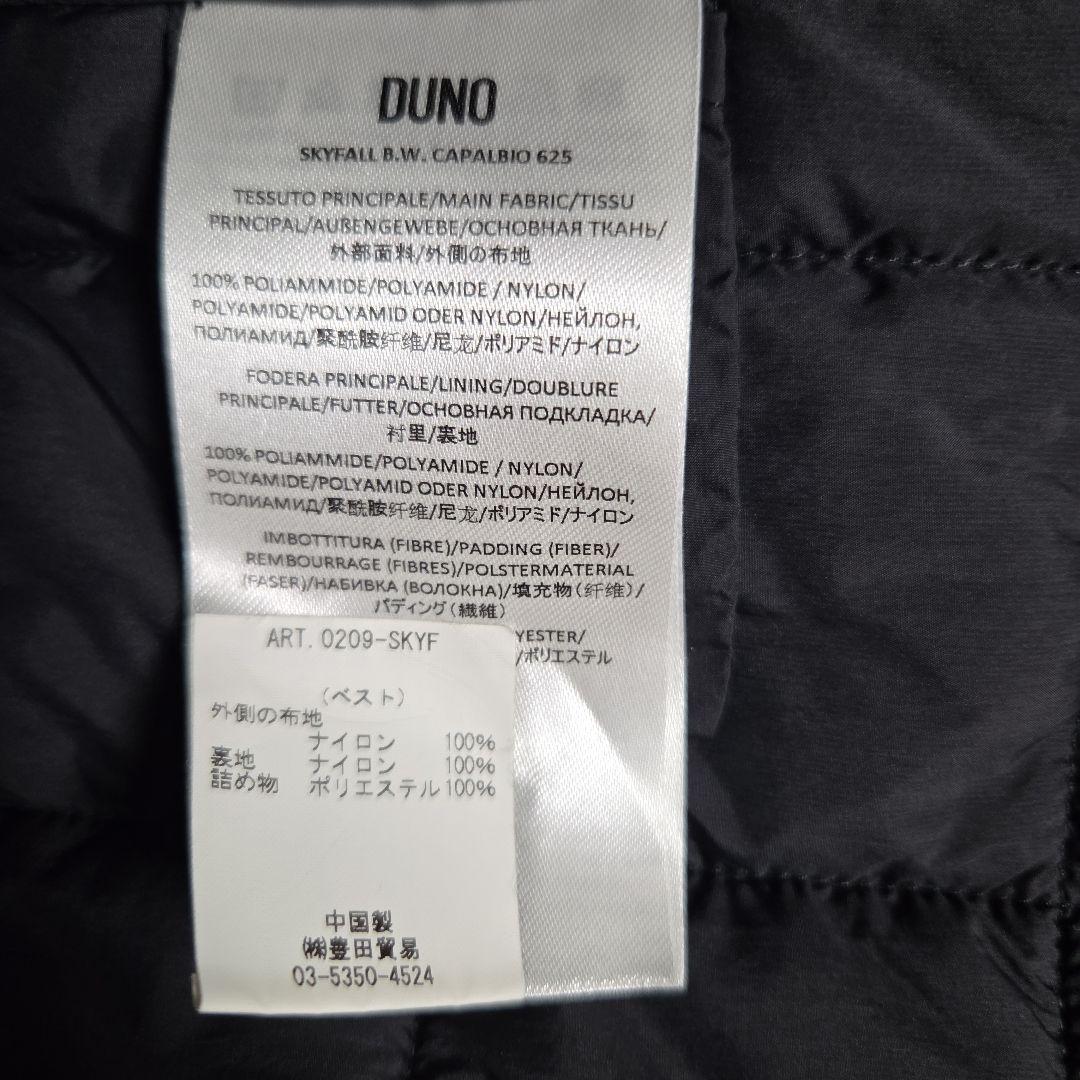 DUNO
SKYFALL B.W. CAPALBIO 625
TESSUTO PRINCIPALE/MAIN FABRIC/TISSU
PRINCIPAL/AUßENGEWEBE/ОСНОВНАЯ ТКАНЬ/
外部面料/外側の布地
100% POLIAMMIDE/POLYAMIDE / NYLON/
POLYAMIDE/POLYAMID ODER NYLON/НЕЙЛОН,
ПОЛИАМИД/聚酰胺纤维/尼龙/ポリアミド/ナイロン
FODERA PRINCIPALE/LINING/DOUBLURE
PRINCIPALE/FUTTER/ОСНОВНАЯ ПОДКЛАДКА/
衬里/裏地
100% POLIAMMIDE/POLYAMIDE / NYLON/
POLYAMIDE/POLYAMID ODER NYLON/НЕЙЛОН,
ПОЛИАМИД/聚酰胺纤维/尼龙/ポリアミド/ナイロン
IMBOTTITURA (FIBRE)/PADDING (FIBER)/
REMBOURRAGE (FIBRES)/POLSTERMATERIAL
(FASER)/НАБИВКА (ВОЛОКНА)/填充物(纤维)/
パディング(繊維)
YESTER/
/ポリエステル
ART. 0209-SKYF
(ベスト)
外側の布地
ナイロン 100%
裏地 ナイロン 100%
詰め物 ポリエステル100%
中国製
㈱豊田貿易
03-5350-4524